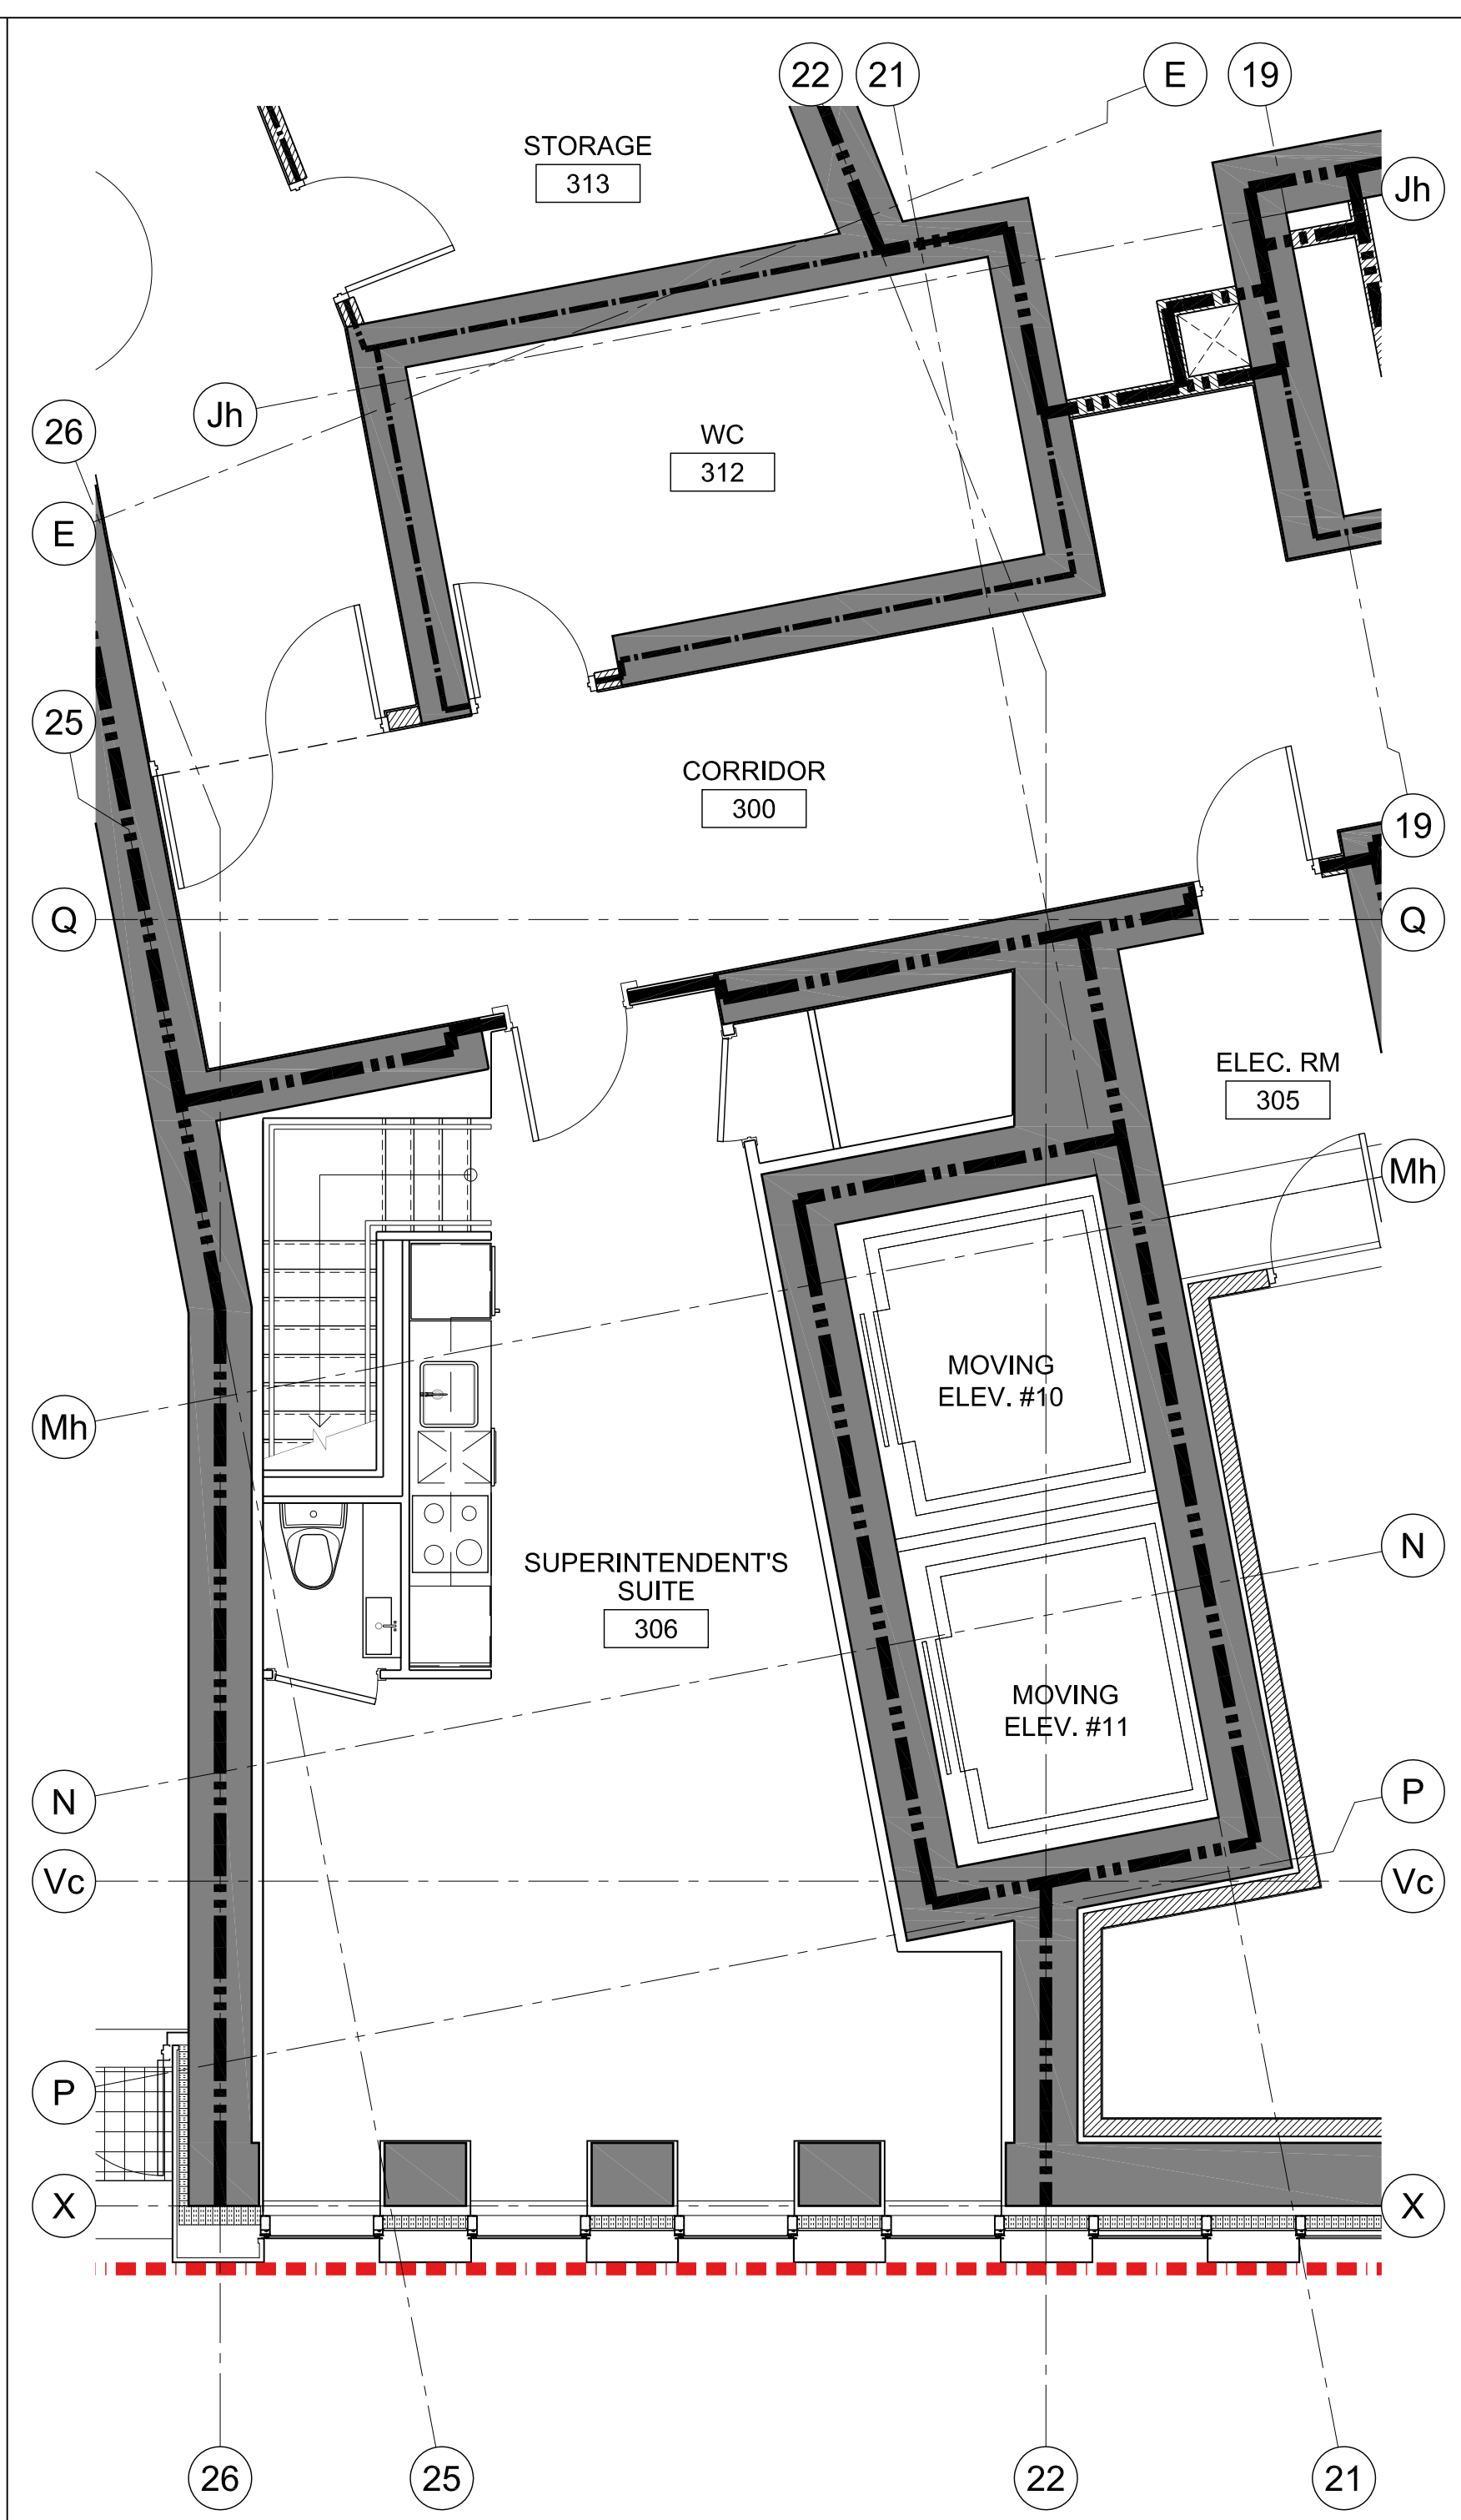 22
21
E
19
STORAGE
313
Jh
Jh
26
WC
312
E
25
CORRIDOR
300
19
Q
Q
ELEC. RM
305
Mh
MOVING
ELEV. #10
Mh
N
SUPERINTENDENT'S
SUITE
306
MOVING
ELEV. #11
N
P
Vc
Vc
P
X
X
26
25
22
21